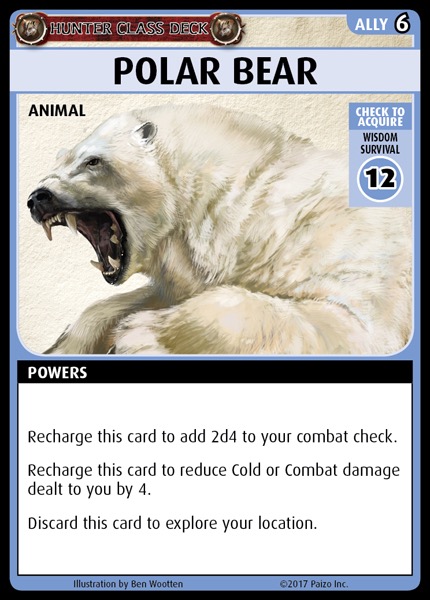 HUNTER CLASS DECK
ALLY 6
POLAR BEAR
ANIMAL
CHECK TO
ACQUIRE
WISDOM
SURVIVAL
12
POWERS
Recharge this card to add 2d4 to your combat check.
Recharge this card to reduce Cold or Combat damage
dealt to you by 4.
Discard this card to explore your location.
Illustration by Ben Wootten ©2017 Paizo Inc.